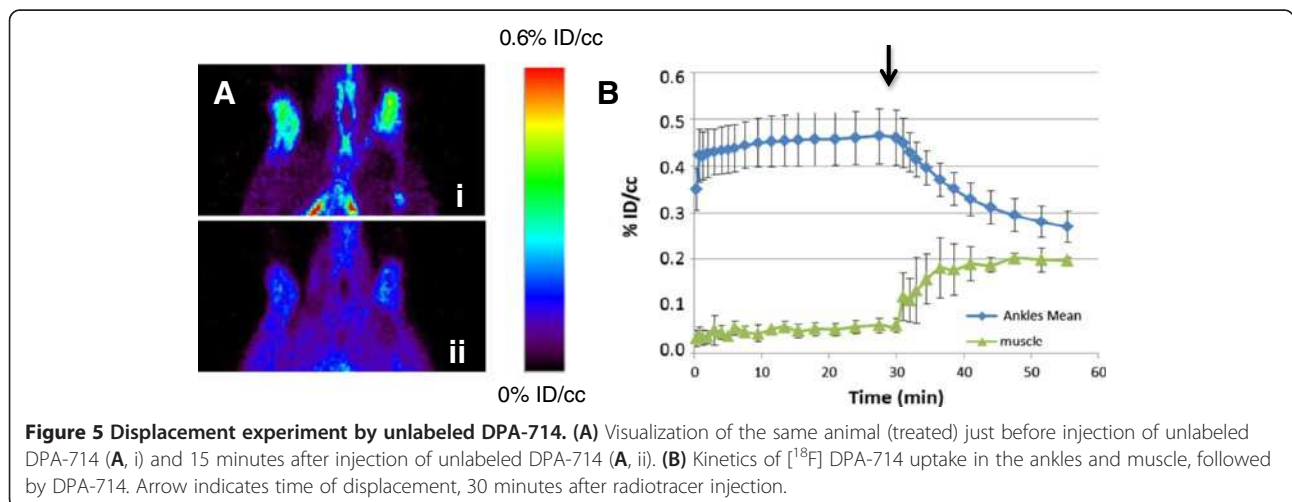 0.6% ID/cc
A
i
ii
0% ID/cc
B
% ID/cc
0.6
0.5
0.4
0.3
0.2
0.1
0.0
Ankles Mean
muscle
0 10 20 30 40 50 60
Time (min)
Figure 5 Displacement experiment by unlabeled DPA-714. (A) Visualization of the same animal (treated) just before injection of unlabeled
DPA-714 (A, i) and 15 minutes after injection of unlabeled DPA-714 (A, ii). (B) Kinetics of [18F] DPA-714 uptake in the ankles and muscle, followed
by DPA-714. Arrow indicates time of displacement, 30 minutes after radiotracer injection.